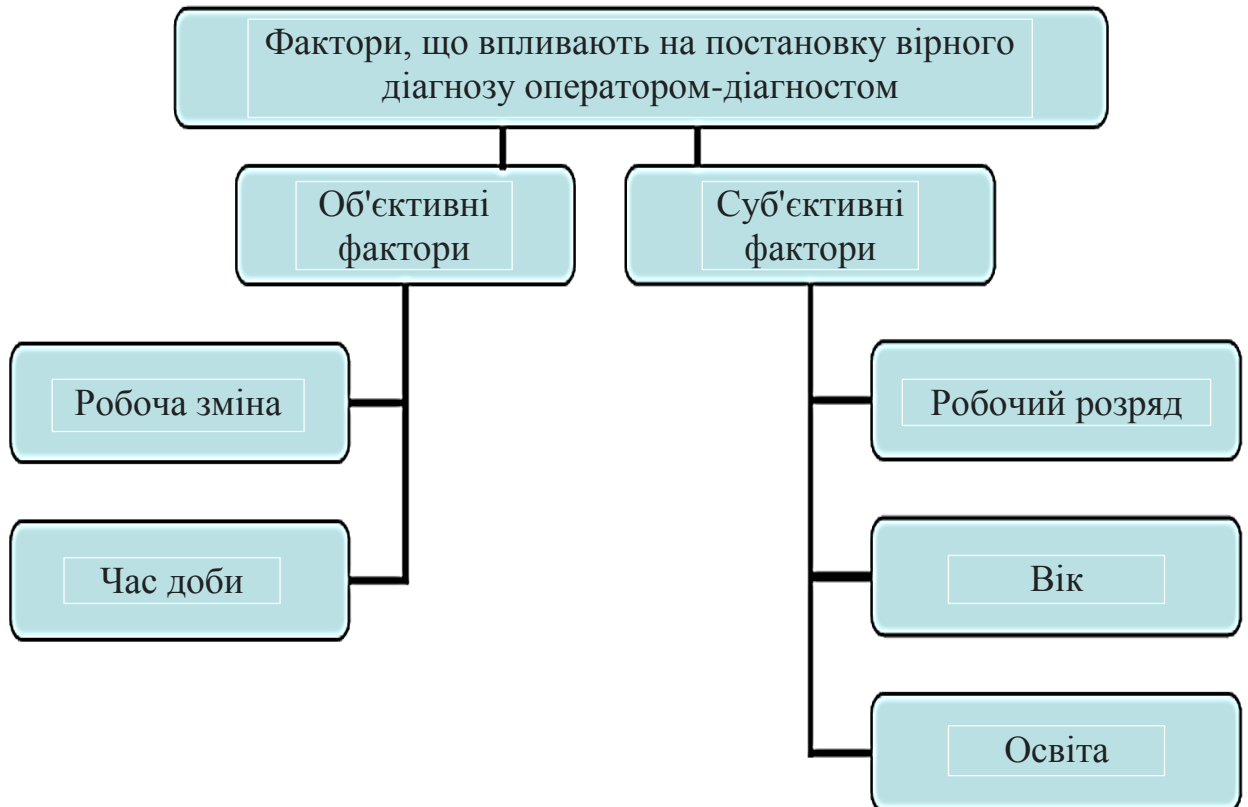 Фактори, що впливають на постановку вірного
діагнозу оператором-діагностом
Об'єктивні
фактори
Суб'єктивні
фактори
Робоча зміна
Робочий розряд
Час доби
Вік
Освіта